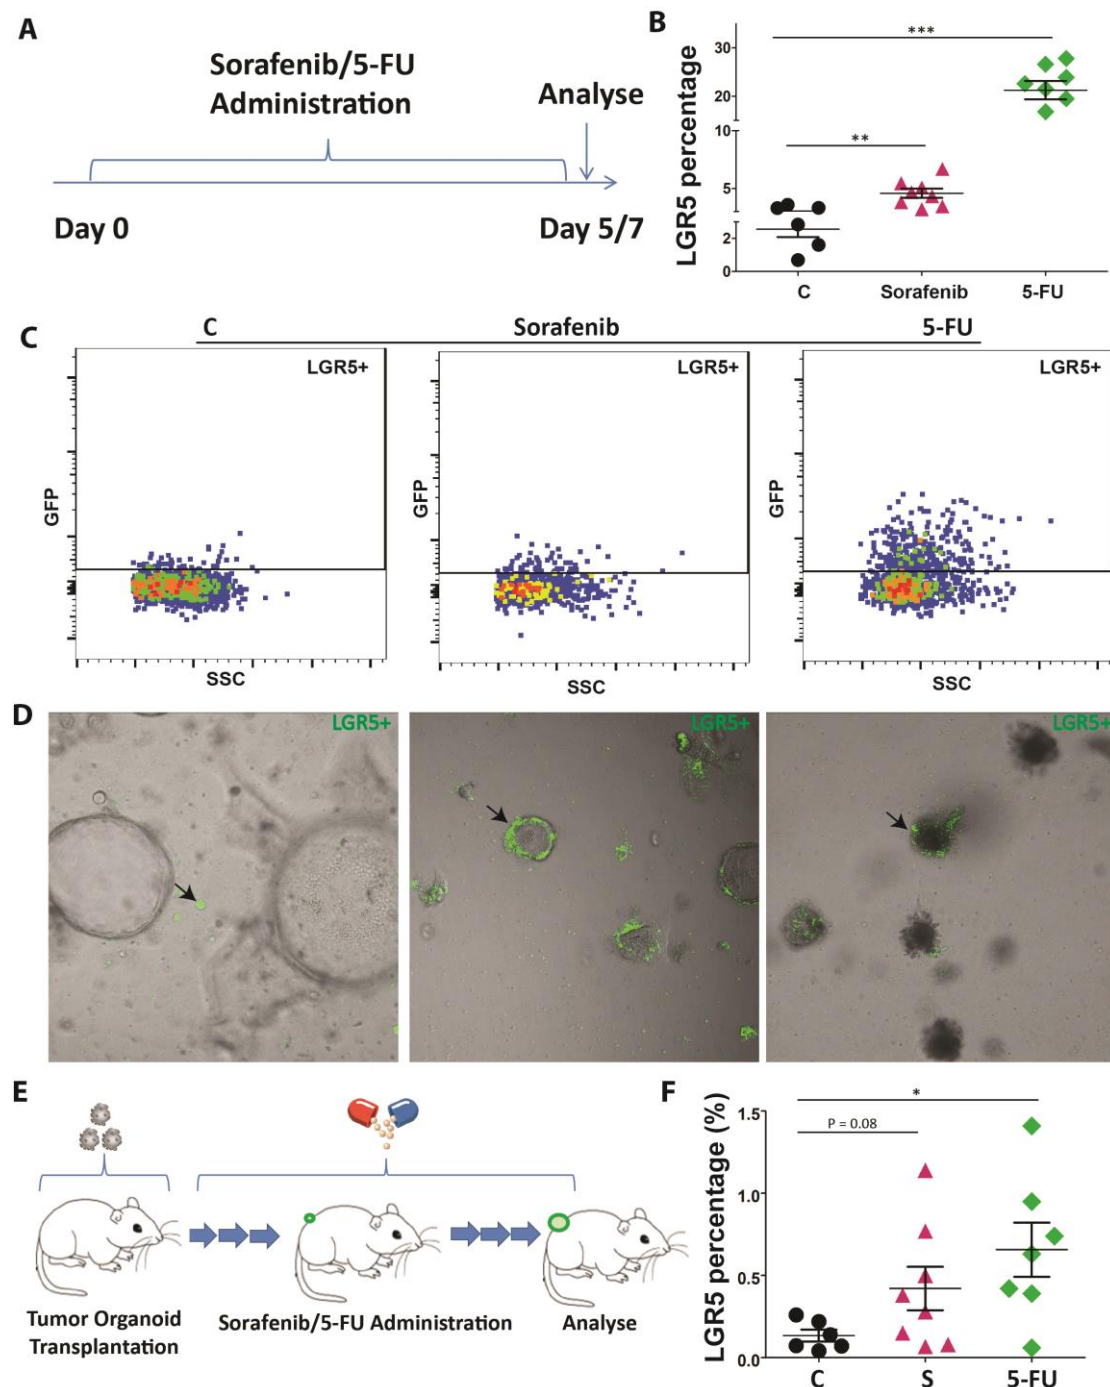 A
Sorafenib/5-FU
Administration
Analyse
Day 0
Day 5/7
B
***
**
LGR5 percentage
30
20
10
5
2
0
C
Sorafenib
5-FU
C
C
Sorafenib
5-FU
LGR5+
LGR5+
LGR5+
GFP
GFP
GFP
SSC
SSC
SSC
D
LGR5+
LGR5+
LGR5+
E
Tumor Organoid
Transplantation
Sorafenib/5-FU Administration
Analyse
F
*
P = 0.08
LGR5 percentage (%)
1.5
1.0
0.5
0.0
C
S
5-FU